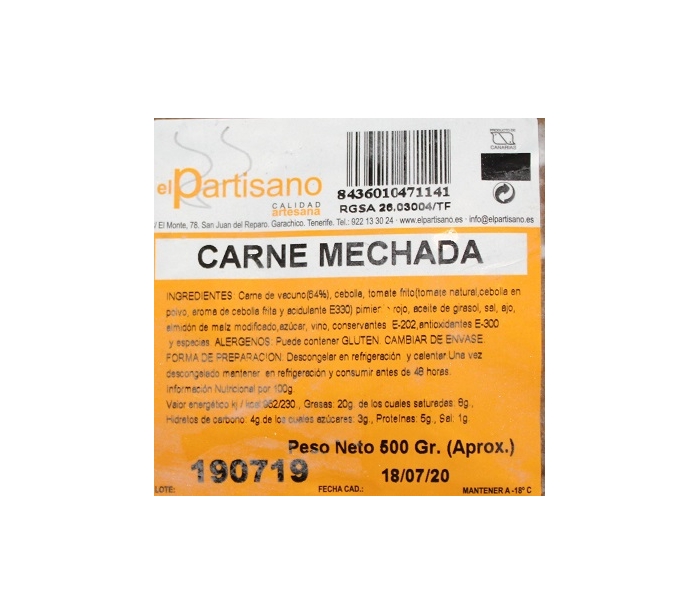 PRODUCTO DE
CANARIAS
el Partisano
CALIDAD
artesana
8436010471141
RGSA 26.03004/TF
/ El Monte, 78. San Juan del Reparo. Garachico. Tenerife. Tel.: 922 13 30 24 · www.elpartisano.es · info@elpartisano.es
CARNE MECHADA
INGREDIENTES: Carne de vacuno(64%), cebolla, tomate frito(tomate natural,cebolla en
polvo, aroma de cebolla frita y acidulante E330) pimien rojo, aceite de girasol, sal, ajo,
almidón de maíz modificado,azúcar, vino, conservantes E-202,antioxidantes E-300
y especias. ALERGENOS: Puede contener GLUTEN. CAMBIAR DE ENVASE.
FORMA DE PREPARACION: Descongelar en refrigeración y calentar Una vez
descongelado mantener en refrigeración y consumir antes de 48 horas.
Información Nutricional por 100g
Valor energético kj / kcal 962/230., Grasas: 20g. de los cuales saturadas: 6g.,
Hidratos de carbono: 4g de los cuales azúcares: 3g., Proteínas: 5g., Sal: 1g.
Peso Neto 500 Gr. (Aprox.)
190719 18/07/20
LOTE: FECHA CAD.: MANTENER A -18º C